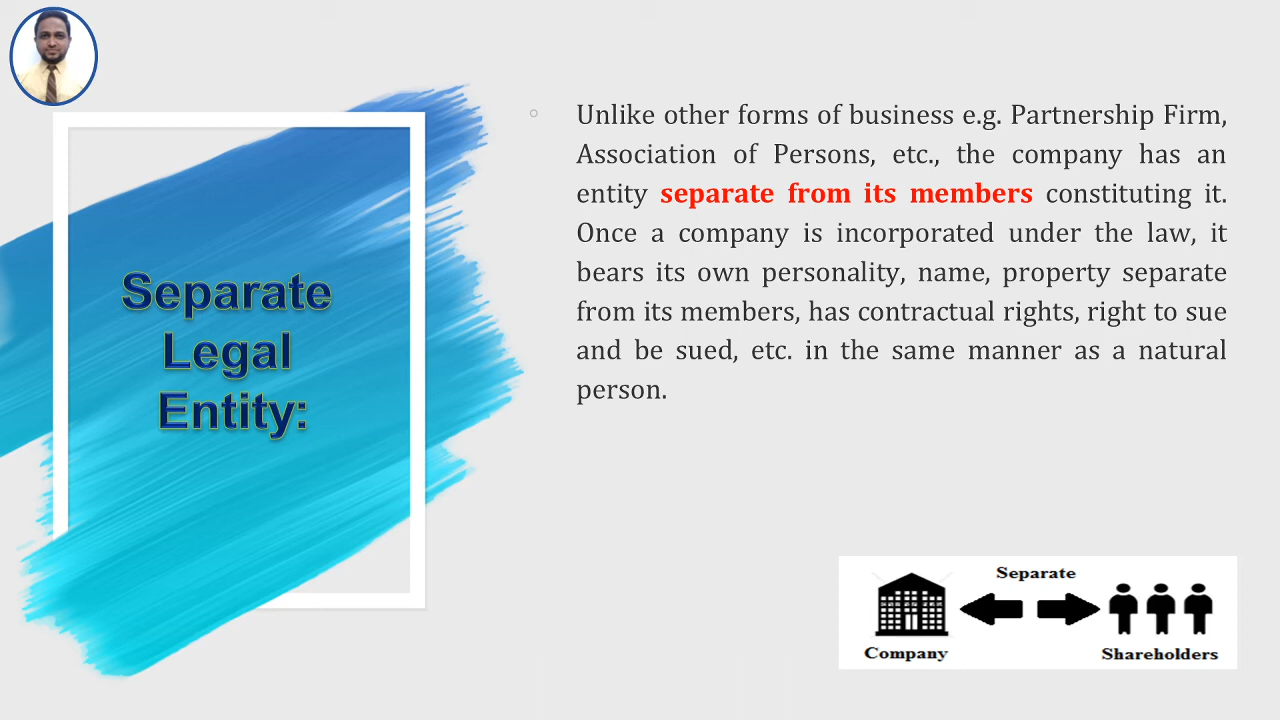 Separate
Legal
Entity:
Unlike other forms of business e.g. Partnership Firm,
Association of Persons, etc., the company has an
entity separate from its members constituting it.
Once a company is incorporated under the law, it
bears its own personality, name, property separate
from its members, has contractual rights, right to sue
and be sued, etc. in the same manner as a natural
person.
Separate
Company
Shareholders